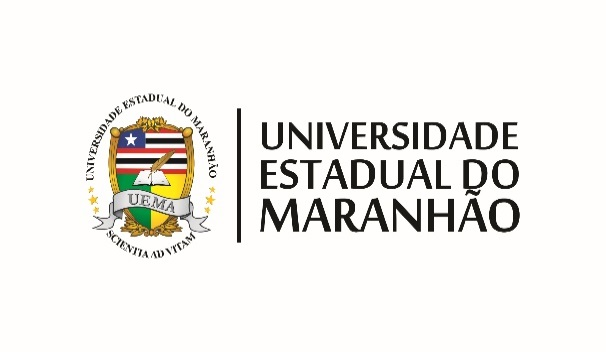 UNIVERSIDADE ESTADUAL DO MARANHÃO
UEMA
SCIENTIA AD VITAM
UNIVERSIDADE
ESTADUAL DO
MARANHÃO